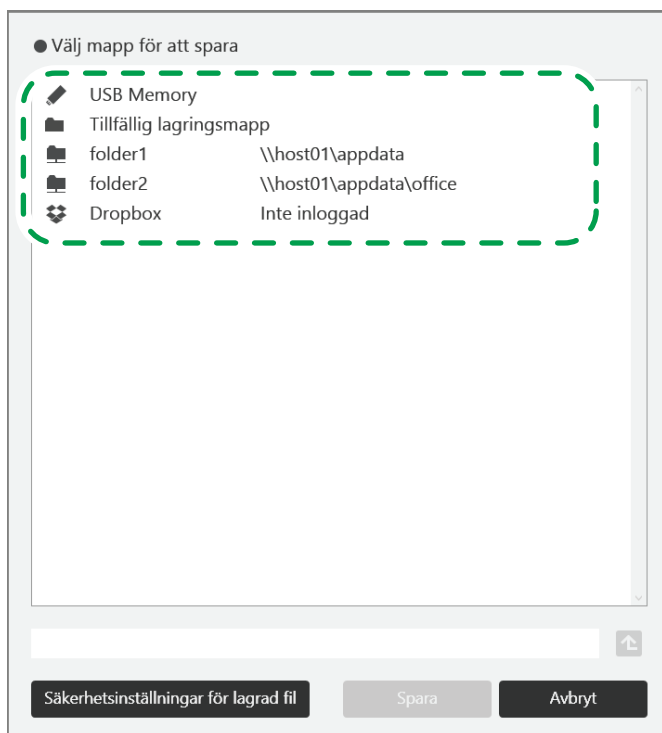 Välj mapp för att spara
USB Memory
Tillfällig lagringsmapp
folder1 \\host01\appdata
folder2 \\host01\appdata\office
Dropbox Inte inloggad
Säkerhetsinställningar för lagrad fil Spara Avbryt